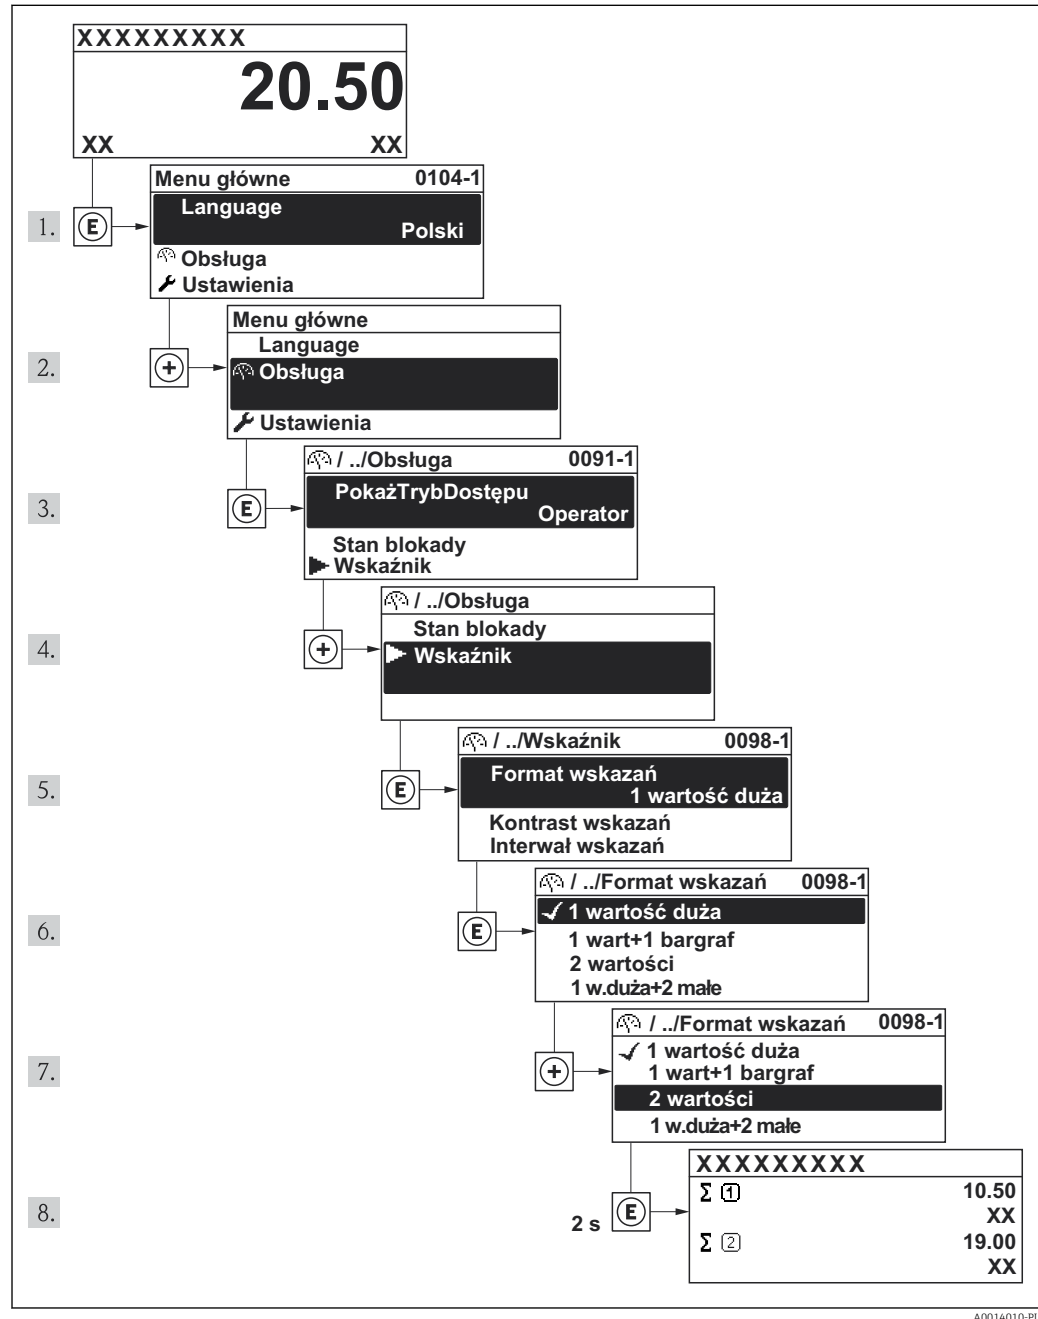 XXXXXXXXX
20.50
XX XX
Menu główne 0104-1
Language
Polski
1. E
Obsługa
Ustawienia
Menu główne
Language
2. + Obsługa
Ustawienia
/ ../Obsługa 0091-1
PokażTrybDostępu
3. E Operator
Stan blokady
Wskaźnik
/ ../Obsługa
Stan blokady
4. + Wskaźnik
/ ../Wskaźnik 0098-1
Format wskazań
5. E 1 wartość duża
Kontrast wskazań
Interwał wskazań
/ ../Format wskazań 0098-1
1 wartość duża
6. E 1 wart+1 bargraf
2 wartości
1 w.duża+2 małe
/ ../Format wskazań 0098-1
1 wartość duża
7. + 1 wart+1 bargraf
2 wartości
1 w.duża+2 małe
XXXXXXXXX
Σ 1 10.50
8. 2 s E XX
Σ 2 19.00
XX
A0014010-PL